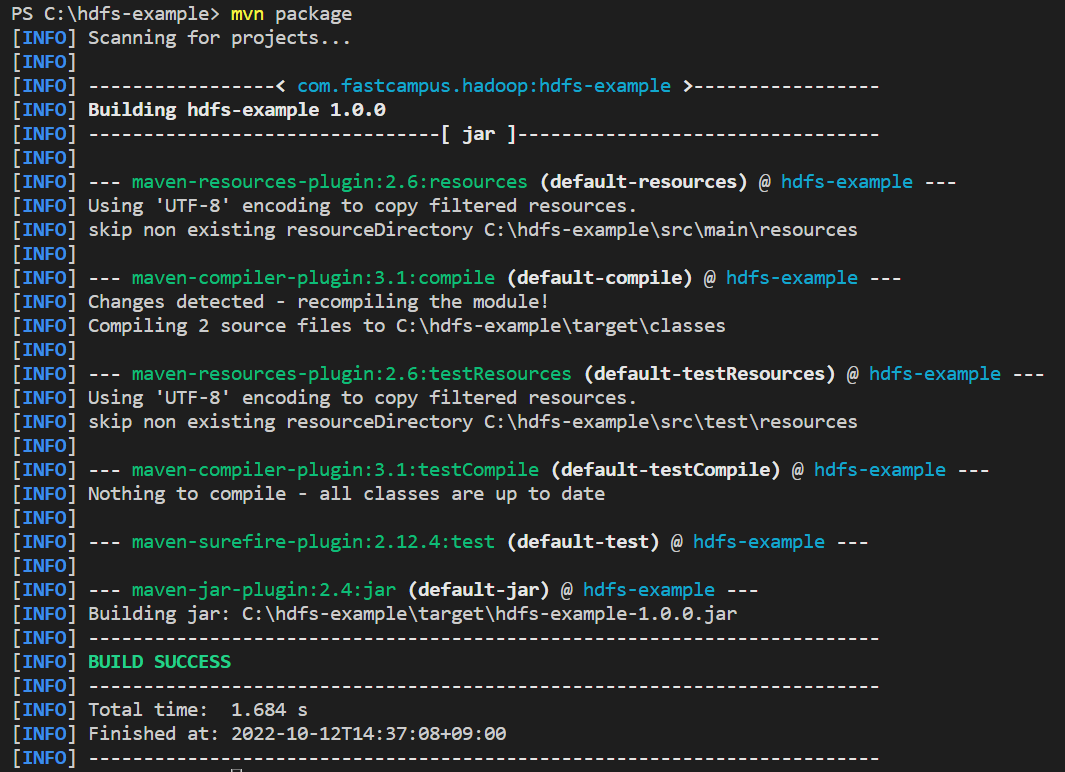 PS C:\hdfs-example> mvn package
[INFO] Scanning for projects...
[INFO]
[INFO] -----------------< com.fastcampus.hadoop:hdfs-example >-----------------
[INFO] Building hdfs-example 1.0.0
[INFO] --------------------------------[ jar ]---------------------------------
[INFO]
[INFO] --- maven-resources-plugin:2.6:resources (default-resources) @ hdfs-example ---
[INFO] Using 'UTF-8' encoding to copy filtered resources.
[INFO] skip non existing resourceDirectory C:\hdfs-example\src\main\resources
[INFO]
[INFO] --- maven-compiler-plugin:3.1:compile (default-compile) @ hdfs-example ---
[INFO] Changes detected - recompiling the module!
[INFO] Compiling 2 source files to C:\hdfs-example\target\classes
[INFO]
[INFO] --- maven-resources-plugin:2.6:testResources (default-testResources) @ hdfs-example ---
[INFO] Using 'UTF-8' encoding to copy filtered resources.
[INFO] skip non existing resourceDirectory C:\hdfs-example\src\test\resources
[INFO]
[INFO] --- maven-compiler-plugin:3.1:testCompile (default-testCompile) @ hdfs-example ---
[INFO] Nothing to compile - all classes are up to date
[INFO]
[INFO] --- maven-surefire-plugin:2.12.4:test (default-test) @ hdfs-example ---
[INFO]
[INFO] --- maven-jar-plugin:2.4:jar (default-jar) @ hdfs-example ---
[INFO] Building jar: C:\hdfs-example\target\hdfs-example-1.0.0.jar
[INFO] ------------------------------------------------------------------------
[INFO] BUILD SUCCESS
[INFO] ------------------------------------------------------------------------
[INFO] Total time:  1.684 s
[INFO] Finished at: 2022-10-12T14:37:08+09:00
[INFO] ------------------------------------------------------------------------